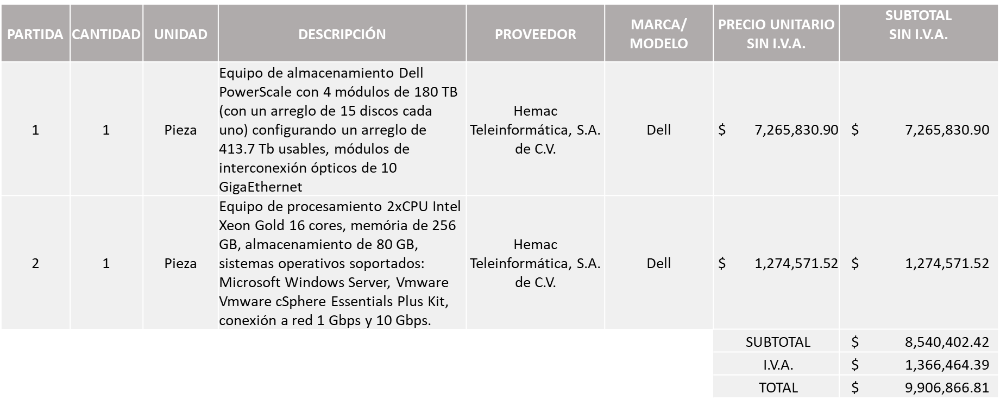 PARTIDA CANTIDAD UNIDAD DESCRIPCIÓN PROVEEDOR MARCA/ MODELO PRECIO UNITARIO SIN I.V.A. SUBTOTAL SIN I.V.A.
1 1 Pieza
Equipo de almacenamiento Dell
PowerScale con 4 módulos de 180 TB
(con un arreglo de 15 discos cada
uno) configurando un arreglo de
413.7 Tb usables, módulos de
interconexión ópticos de 10
GigaEthernet
Hemac
Teleinformática, S.A.
de C.V.
Dell
$ 7,265,830.90 $ 7,265,830.90
2 1 Pieza
Equipo de procesamiento 2xCPU Intel
Xeon Gold 16 cores, memória de 256
GB, almacenamiento de 80 GB,
sistemas operativos soportados:
Microsoft Windows Server, Vmware
Vmware cSphere Essentials Plus Kit,
conexión a red 1 Gbps y 10 Gbps.
Hemac
Teleinformática, S.A.
de C.V.
Dell
$ 1,274,571.52 $ 1,274,571.52
SUBTOTAL $ 8,540,402.42
I.V.A. $ 1,366,464.39
TOTAL $ 9,906,866.81